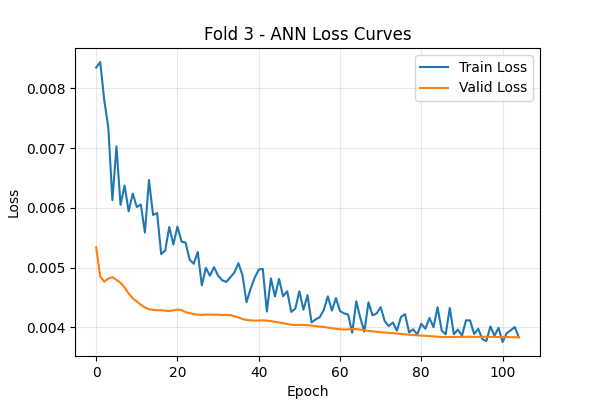 Fold 3 - ANN Loss Curves
Train Loss
Valid Loss
0.008
0.007
0.006
0.005
0.004
Loss
0 20 40 60 80 100
Epoch